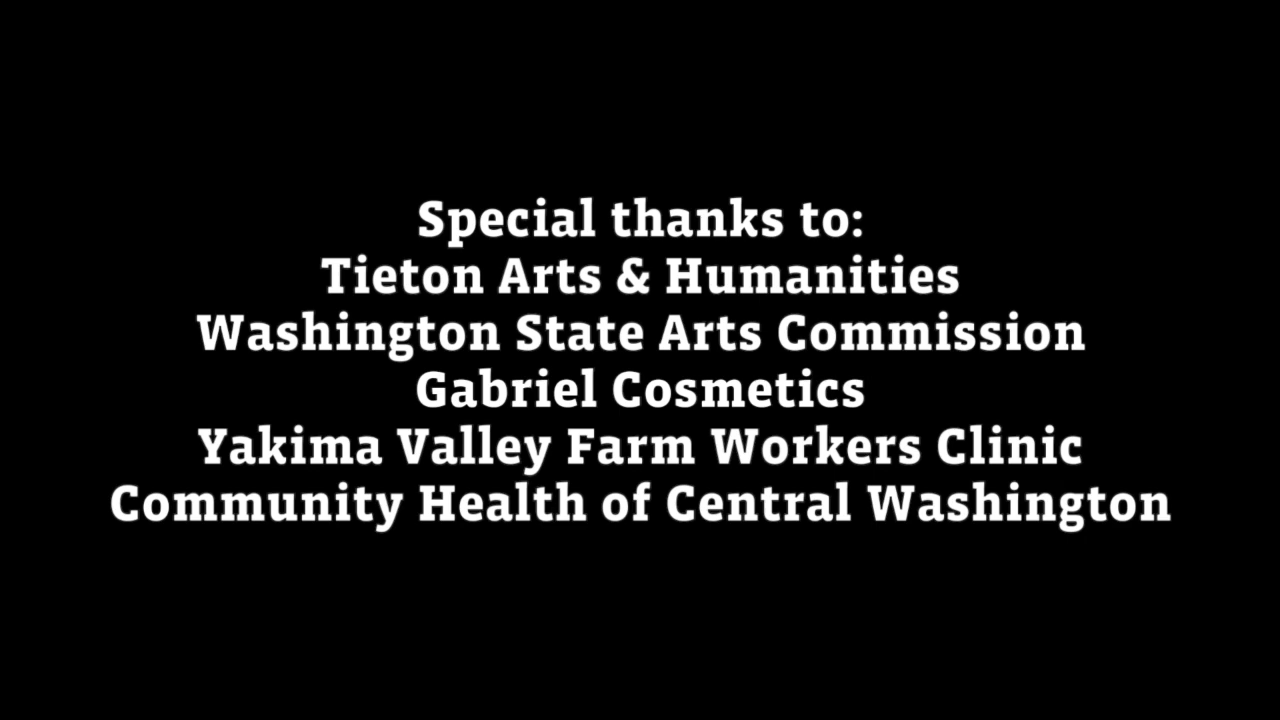 Special thanks to:
Tieton Arts & Humanities
Washington State Arts Commission
Gabriel Cosmetics
Yakima Valley Farm Workers Clinic
Community Health of Central Washington